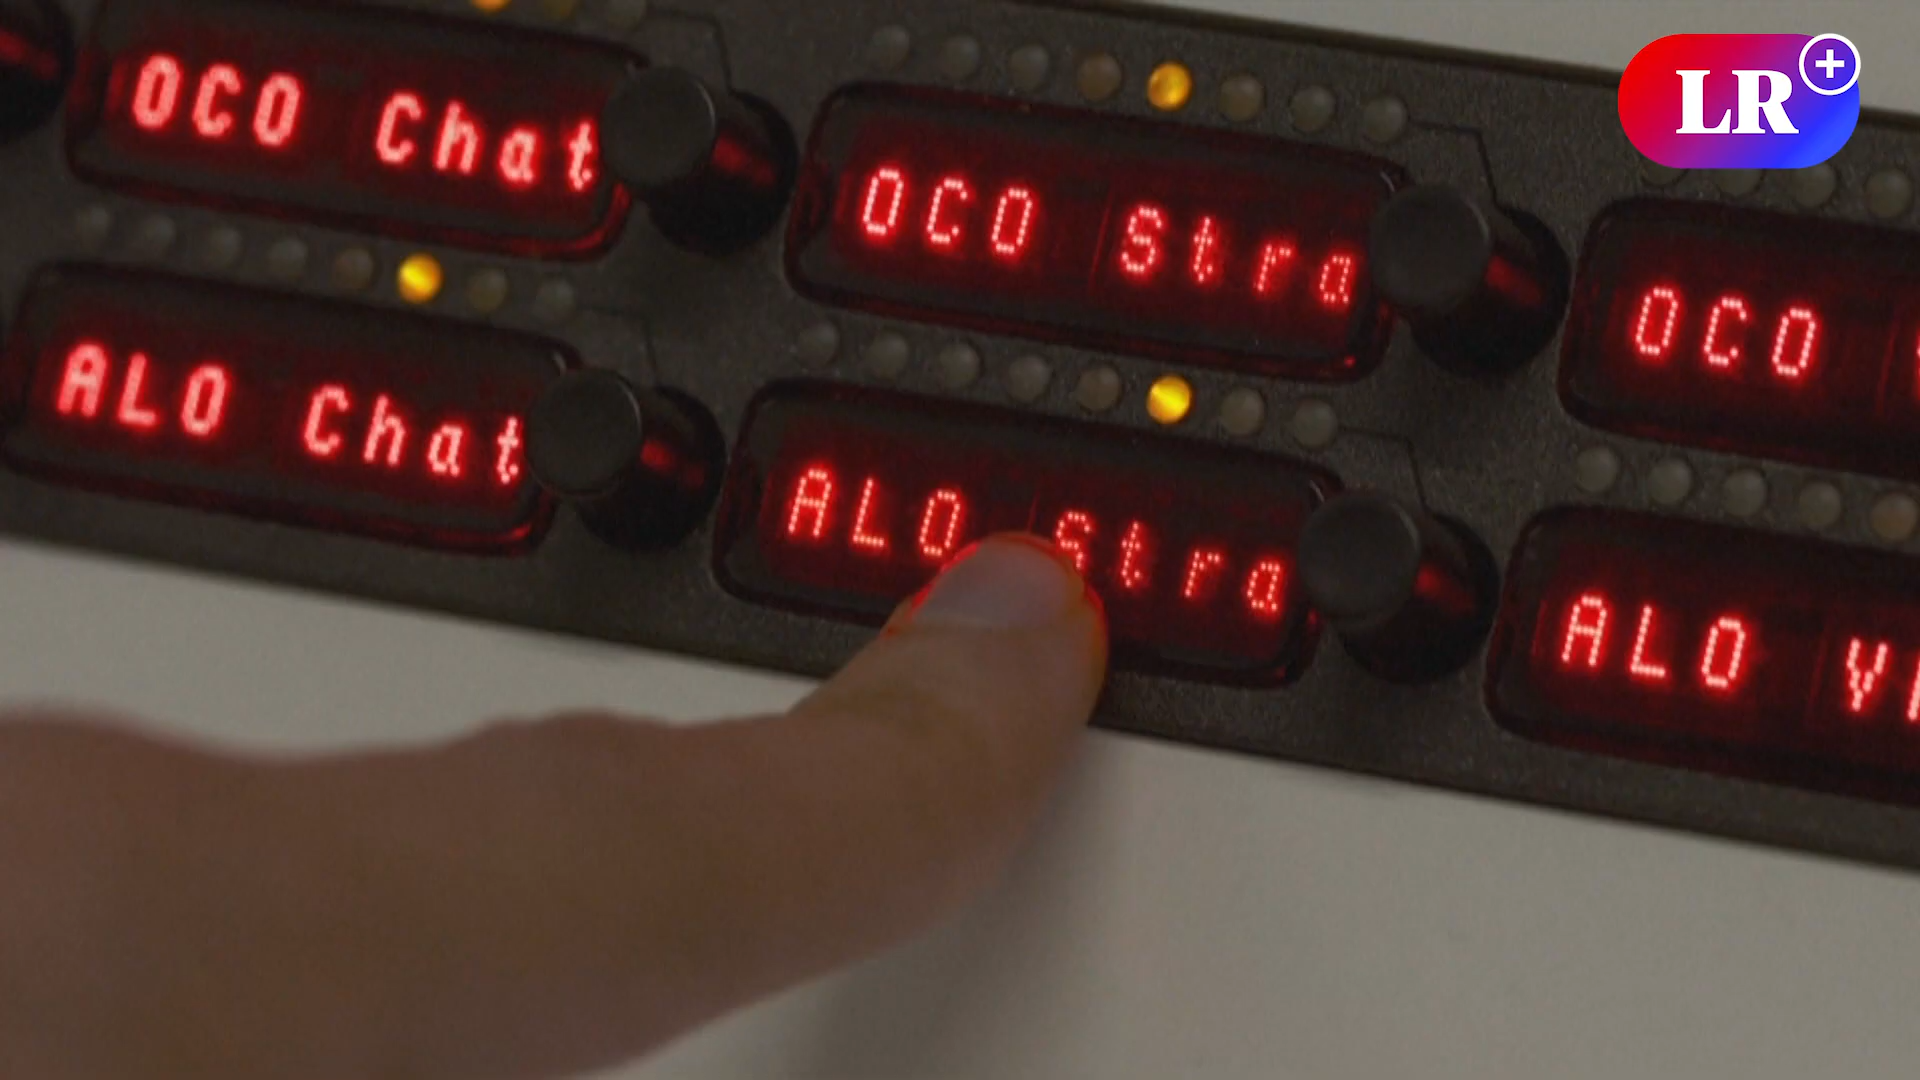 LR+
OCO Chat
OCO Stra
OCO
ALO Chat
ALO Stra
ALO